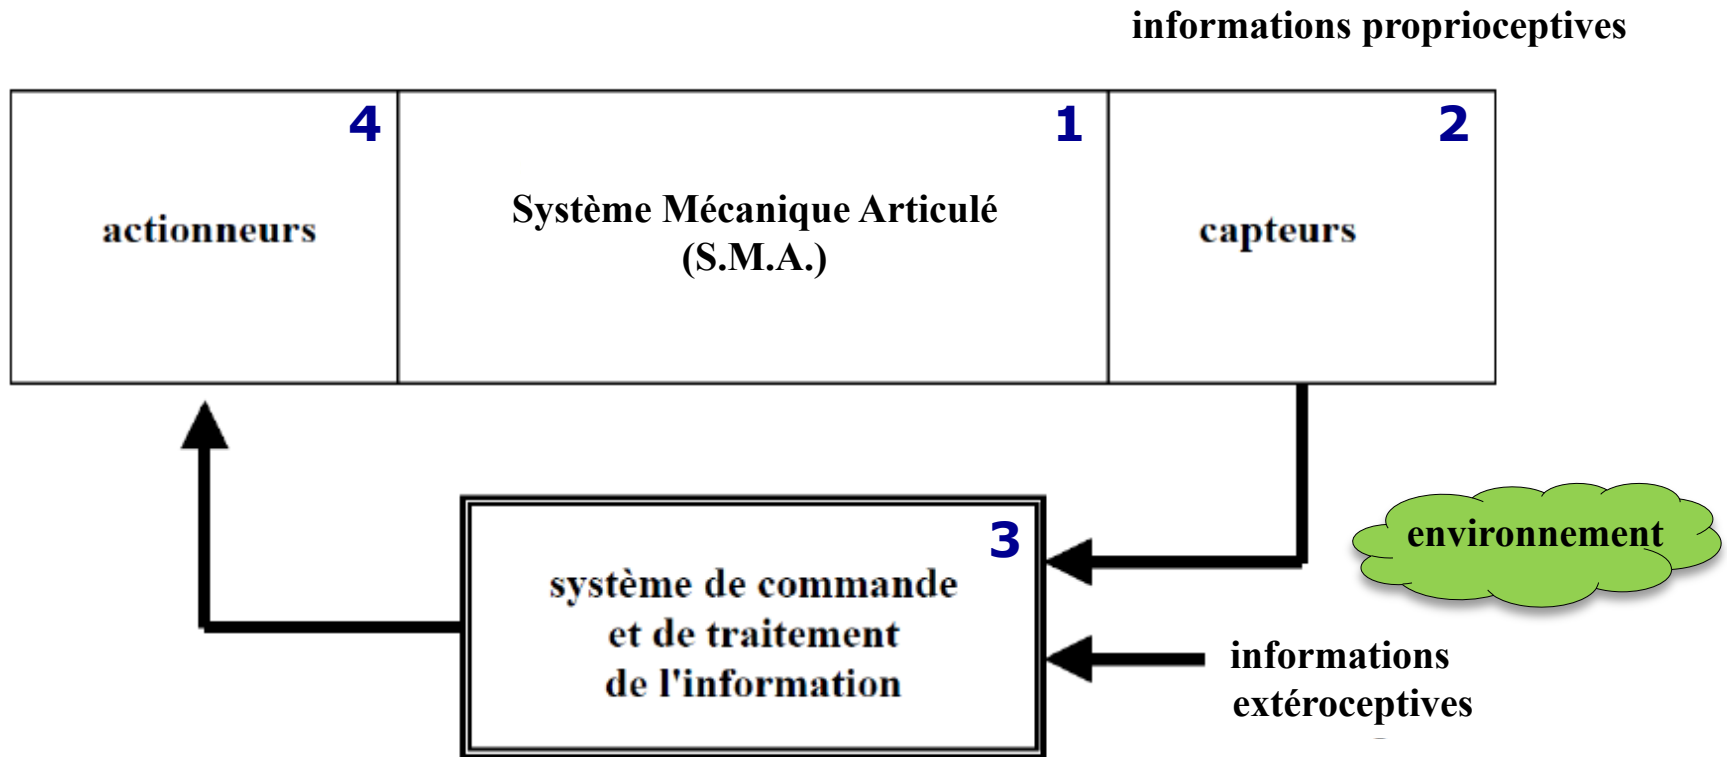 informations proprioceptives
4
1
2
actionneurs
Système Mécanique Articulé
(S.M.A.)
capteurs
3
système de commande
et de traitement
de l'information
environnement
informations
extéroceptives